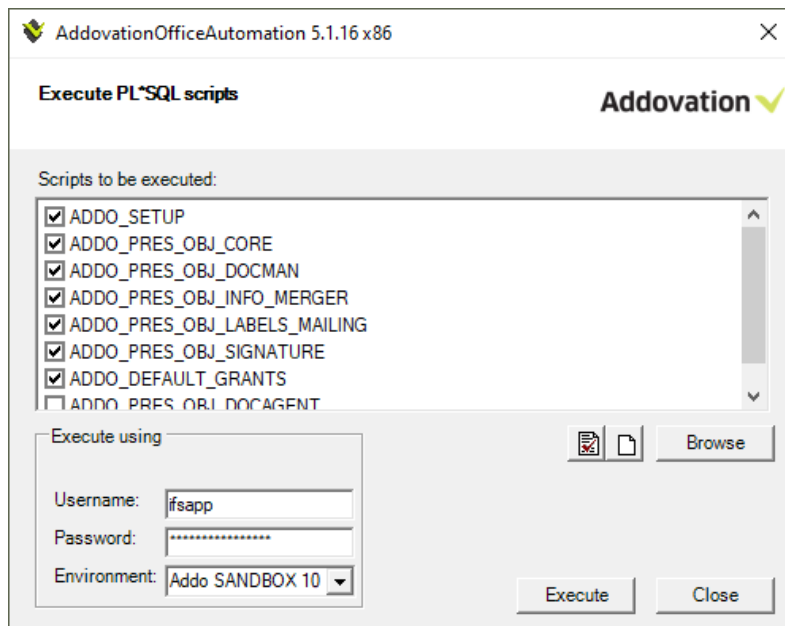 AddovationOfficeAutomation 5.1.16 x86
Execute PL*SQL scripts
Addovation
Scripts to be executed:
ADDO_SETUP
ADDO_PRES_OBJ_CORE
ADDO_PRES_OBJ_DOCMAN
ADDO_PRES_OBJ_INFO_MERGER
ADDO_PRES_OBJ_LABELS_MAILING
ADDO_PRES_OBJ_SIGNATURE
ADDO_DEFAULT_GRANTS
ADDO_PRES_OBJ_DOCAGENT
Execute using
Browse
Username: ifsapp
Password: ****************
Environment: Addo SANDBOX 10
Execute Close